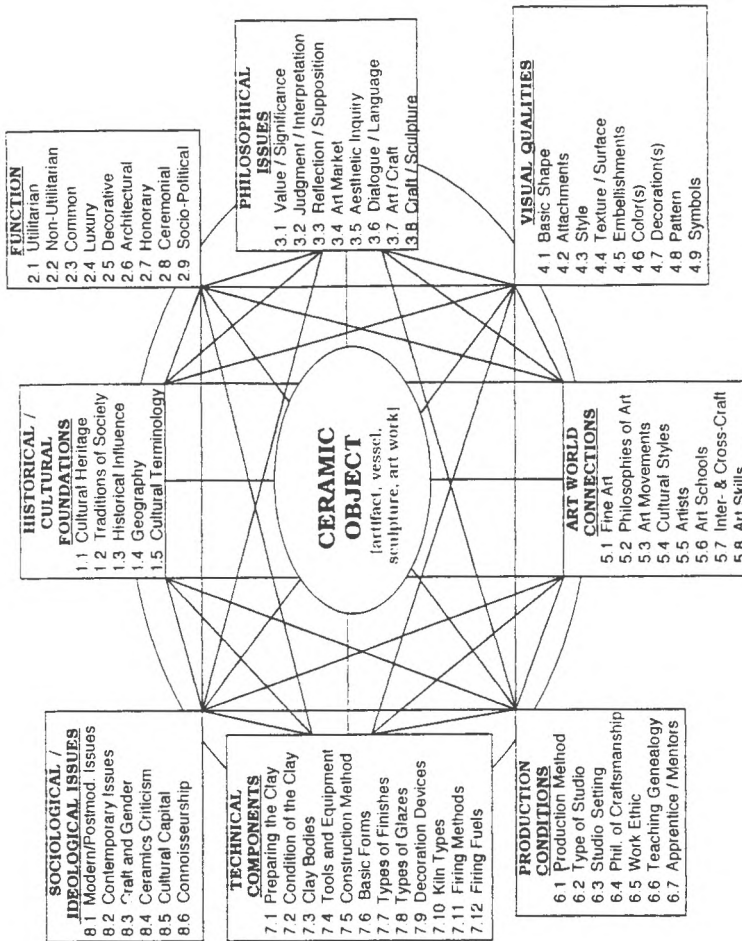 SOCIOLOGICAL /
IDEOLOGICAL ISSUES
8.1 Modern/Postmod. Issues
8.2 Contemporary Issues
8.3 Craft and Gender
8.4 Ceramics Criticism
8.5 Cultural Capital
8.6 Connoisseurship
HISTORICAL /
CULTURAL
FOUNDATIONS
1.1 Cultural Heritage
1 2 Traditions of Society
1.3 Historical Influence
1.4 Geography
1.5 Cultural Terminology
FUNCTION
2.1 Utilitarian
2.2 Non-Utilitarian
2.3 Common
2.4 Luxury
2 5 Decorative
2.6 Architectural
2.7 Honorary
2 8 Ceremonial
2.9 Socio-Political
TECHNICAL
COMPONENTS
7.1 Preparing the Clay
7.2 Condition of the Clay
7.3 Clay Bodies
7 4 Tools and Equipment
7 5 Construction Method
7.6 Basic Forms
7.7 Types of Finishes
7.8 Types of Glazes
7.9 Decoration Devices
7.10 Kiln Types
7.11 Firing Methods
7.12 Firing Fuels
CERAMIC
OBJECT
[artifact, vessel,
sculpture, art work]
PHILOSOPHICAL
ISSUES
3.1 Value / Significance
3.2 Judgment / Interpretation
3.3 Reflection / Supposition
3.4 Art Market
3.5 Aesthetic Inquiry
3.6 Dialogue / Language
3.7 Art / Craft
3.8 Craft / Sculpture
PRODUCTION
CONDITIONS
6 1 Production Method
6.2 Type of Studio
6.3 Studio Setting
6.4 Phil. of Craftsmanship
6.5 Work Ethic
6.6 Teaching Genealogy
6.7 Apprentice / Mentors
ART WORLD
CONNECTIONS
5.1 Fine Art
5.2 Philosophies of Art
5.3 Art Movements
5 4 Cultural Styles
5.5 Artists
5.6 Art Schools
5.7 Inter- & Cross-Craft
5.8 Art Skills
VISUAL QUALITIES
4.1 Basic Shape
4.2 Attachments
4.3 Style
4.4 Texture / Surface
4.5 Embellishments
4 6 Color(s)
4.7 Decoration(s)
4.8 Pattern
4.9 Symbols